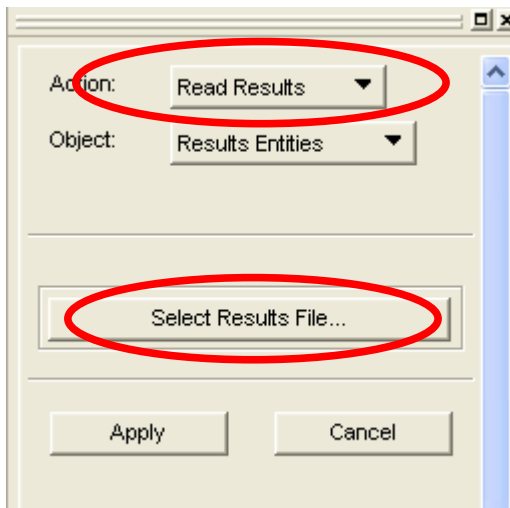 Action: Read Results
Object: Results Entities
Select Results File...
Apply Cancel